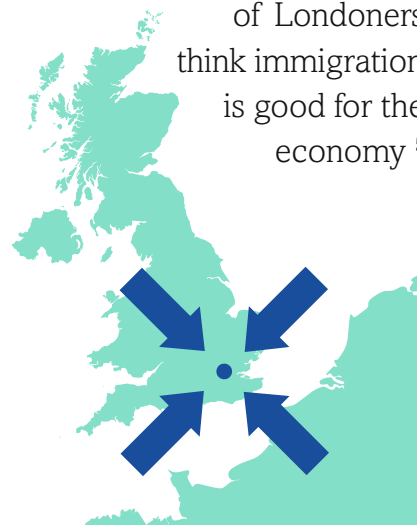 of Londoners
think immigration
is good for the
economy